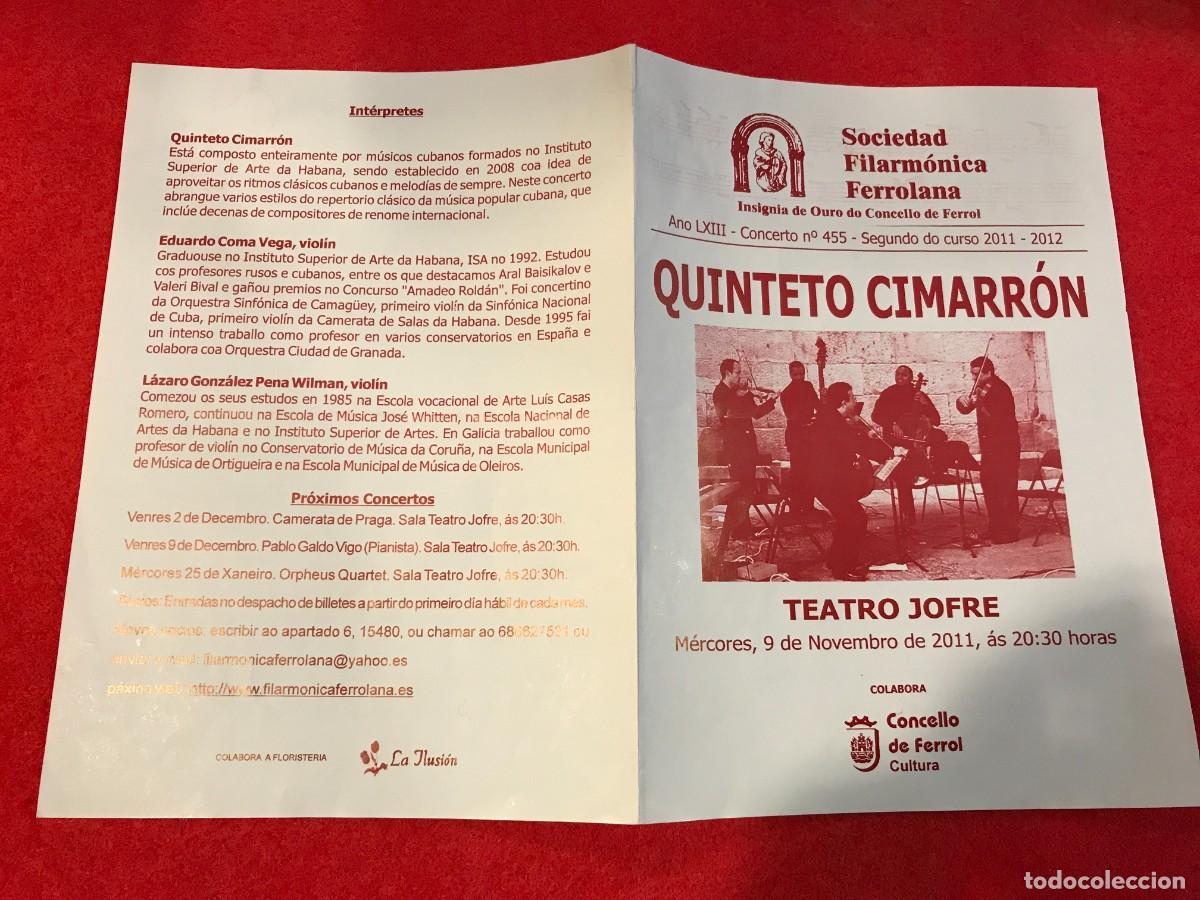 Intérpretes
Quinteto Cimarrón
Está composto enteiramente por músicos cubanos formados no Instituto
Superior de Arte da Habana, sendo establecido en 2008 coa idea de
aproveitar os ritmos clásicos cubanos e melodías de sempre. Neste concerto
abrangue varios estilos do repertorio clásico da música popular cubana, que
inclúe decenas de compositores de renome internacional.
Eduardo Coma Vega, violín
Graduouse no Instituto Superior de Arte da Habana, ISA no 1992. Estudou
cos profesores rusos e cubanos, entre os que destacamos Aral Baisikalov e
Valeri Bival e gañou premios no Concurso "Amadeo Roldán". Foi concertino
da Orquestra Sinfónica de Camagüey, primeiro violín da Sinfónica Nacional
de Cuba, primeiro violín da Camerata de Salas da Habana. Desde 1995 fai
un intenso traballo como profesor en varios conservatorios en España e
colabora coa Orquestra Ciudad de Granada.
Lázaro González Pena Wilman, violín
Comezou os seus estudos en 1985 na Escola vocacional de Arte Luís Casas
Romero, continuou na Escola de Música José Whitten, na Escola Nacional de
Artes da Habana e no Instituto Superior de Artes. En Galicia traballou como
profesor de violín no Conservatorio de Música da Coruña, na Escola Municipal
de Música de Ortigueira e na Escola Municipal de Música de Oleiros.
Próximos Concertos
Venres 2 de Decembro. Camerata de Praga. Sala Teatro Jofre, ás 20:30h.
Venres 9 de Decembro. Pablo Galdo Vigo (Pianista). Sala Teatro Jofre, ás 20:30h.
Mércores 25 de Xaneiro. Orpheus Quartet. Sala Teatro Jofre, ás 20:30h.
Entradas no despacho de billetes a partir do primeiro día hábil de cada mes.
escribir ao apartado 6, 15480, ou chamar ao 686627531 ou
filarmonicaferrolana@yahoo.es
páxina web: http://www.filarmonicaferrolana.es
COLABORA A FLORISTERIA
La Ilusión
Sociedad
Filarmónica
Ferrolana
Insignia de Ouro do Concello de Ferrol
Ano LXIII - Concerto nº 455 - Segundo do curso 2011 - 2012
QUINTETO CIMARRÓN
TEATRO JOFRE
Mércores, 9 de Novembro de 2011, ás 20:30 horas
COLABORA
Concello
de Ferrol
Cultura
todocoleccion